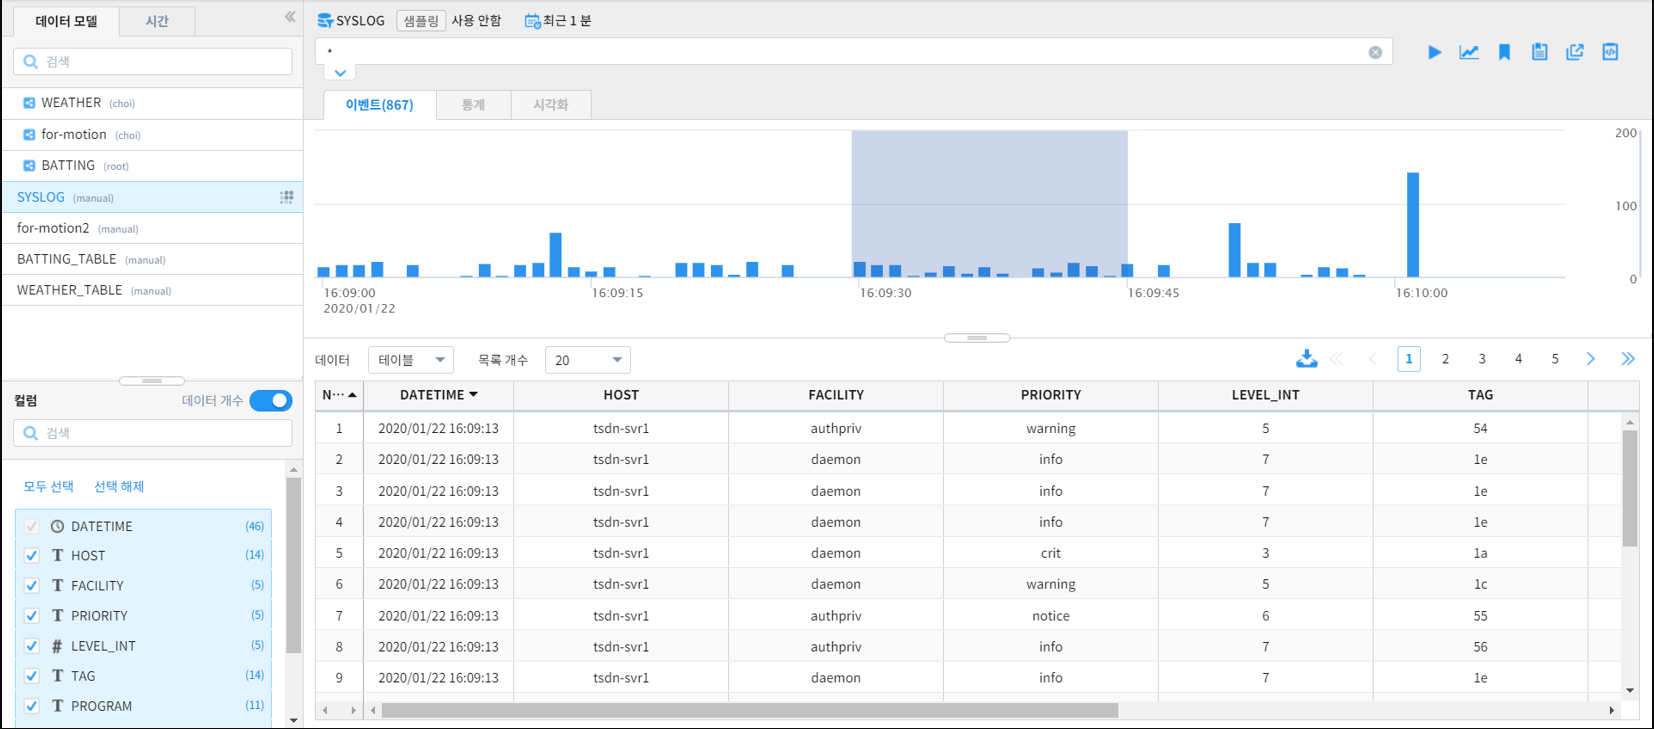 데이터 모델 시간
검색
WEATHER (choi)
for-motion (choi)
BATTING (root)
SYSLOG (manual)
for-motion2 (manual)
BATTING_TABLE (manual)
WEATHER_TABLE (manual)
컬럼 데이터 개수
검색
모두 선택 선택 해제
DATETIME (46)
T HOST (14)
T FACILITY (5)
T PRIORITY (5)
# LEVEL_INT (5)
T TAG (14)
T PROGRAM (11)
SYSLOG 샘플링 사용 안함 최근 1 분
*
이벤트(867) 통계 시각화
200
100
0
16:09:00 16:09:15 16:09:30 16:09:45 16:10:00
2020/01/22
데이터 테이블 목록 개수 20 1 2 3 4 5
N··· DATETIME HOST FACILITY PRIORITY LEVEL_INT TAG
1 2020/01/22 16:09:13 tsdn-svr1 authpriv warning 5 54
2 2020/01/22 16:09:13 tsdn-svr1 daemon info 7 1e
3 2020/01/22 16:09:13 tsdn-svr1 daemon info 7 1e
4 2020/01/22 16:09:13 tsdn-svr1 daemon info 7 1e
5 2020/01/22 16:09:13 tsdn-svr1 daemon crit 3 1a
6 2020/01/22 16:09:13 tsdn-svr1 daemon warning 5 1c
7 2020/01/22 16:09:13 tsdn-svr1 authpriv notice 6 55
8 2020/01/22 16:09:13 tsdn-svr1 authpriv info 7 56
9 2020/01/22 16:09:13 tsdn-svr1 daemon info 7 1e